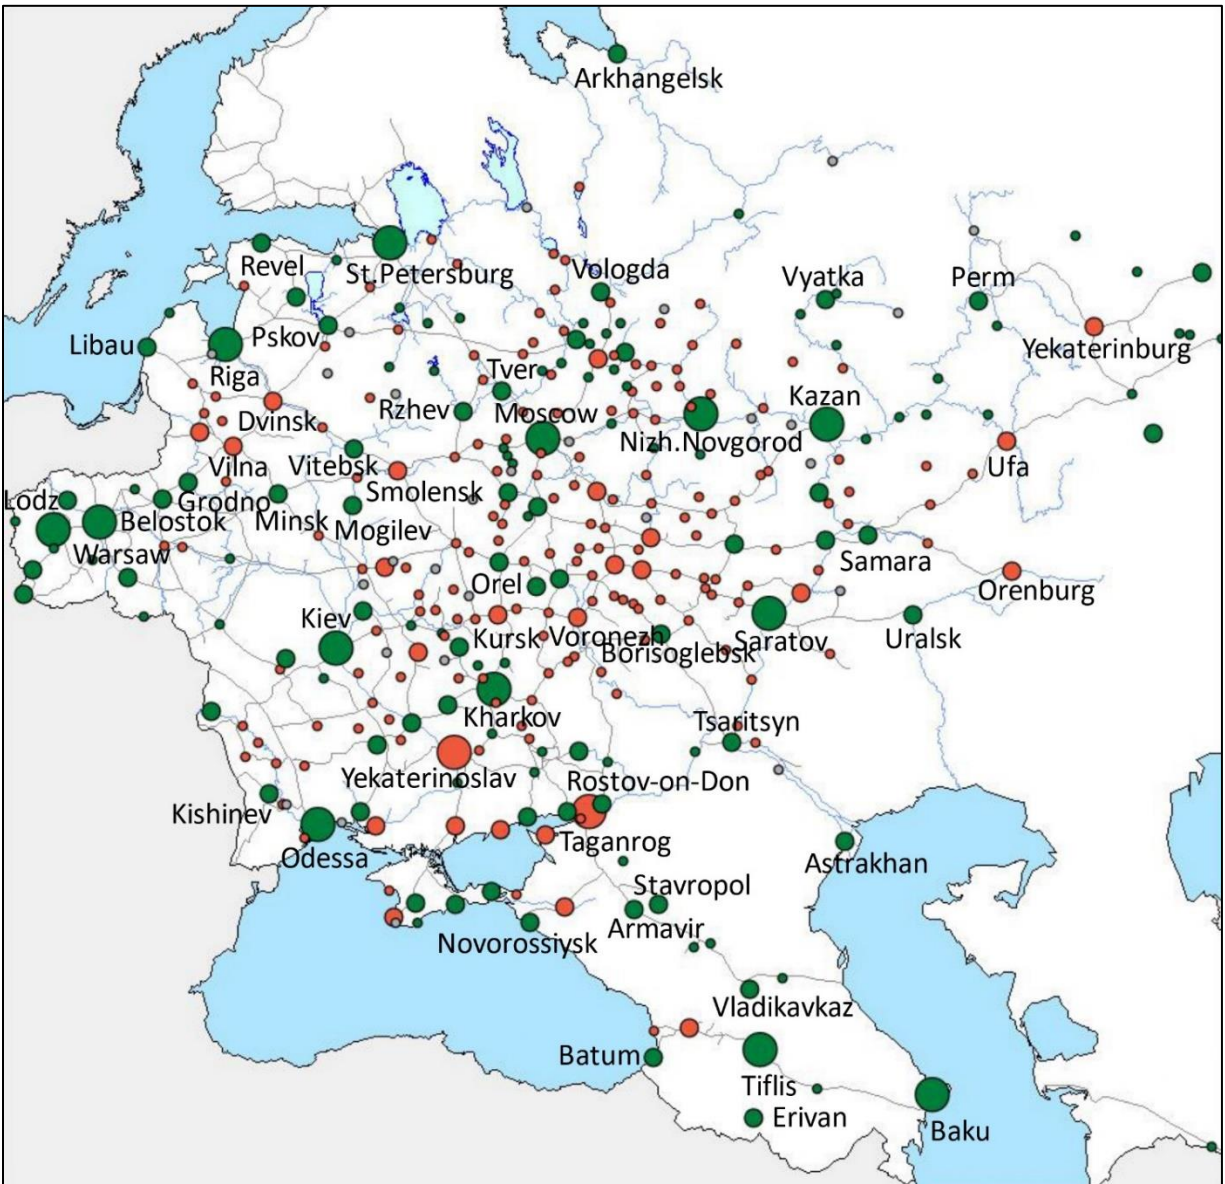 Arkhangelsk
Revel
St.Petersburg
Vologda
Vyatka
Perm
Libau
Pskov
Yekaterinburg
Riga
Tver
Rzhev
Moscow
Kazan
Dvinsk
Nizh.Novgorod
Vilna
Vitebsk
Ufa
Smolensk
Lodz
Grodno
Belostok
Minsk
Mogilev
Warsaw
Samara
Orel
Orenburg
Kiev
Kursk
Voronezh
Saratov
Uralsk
Borisoglebsk
Kharkov
Tsaritsyn
Yekaterinoslav
Rostov-on-Don
Kishinev
Taganrog
Odessa
Astrakhan
Stavropol
Armavir
Novorossiysk
Vladikavkaz
Batum
Tiflis
Erivan
Baku